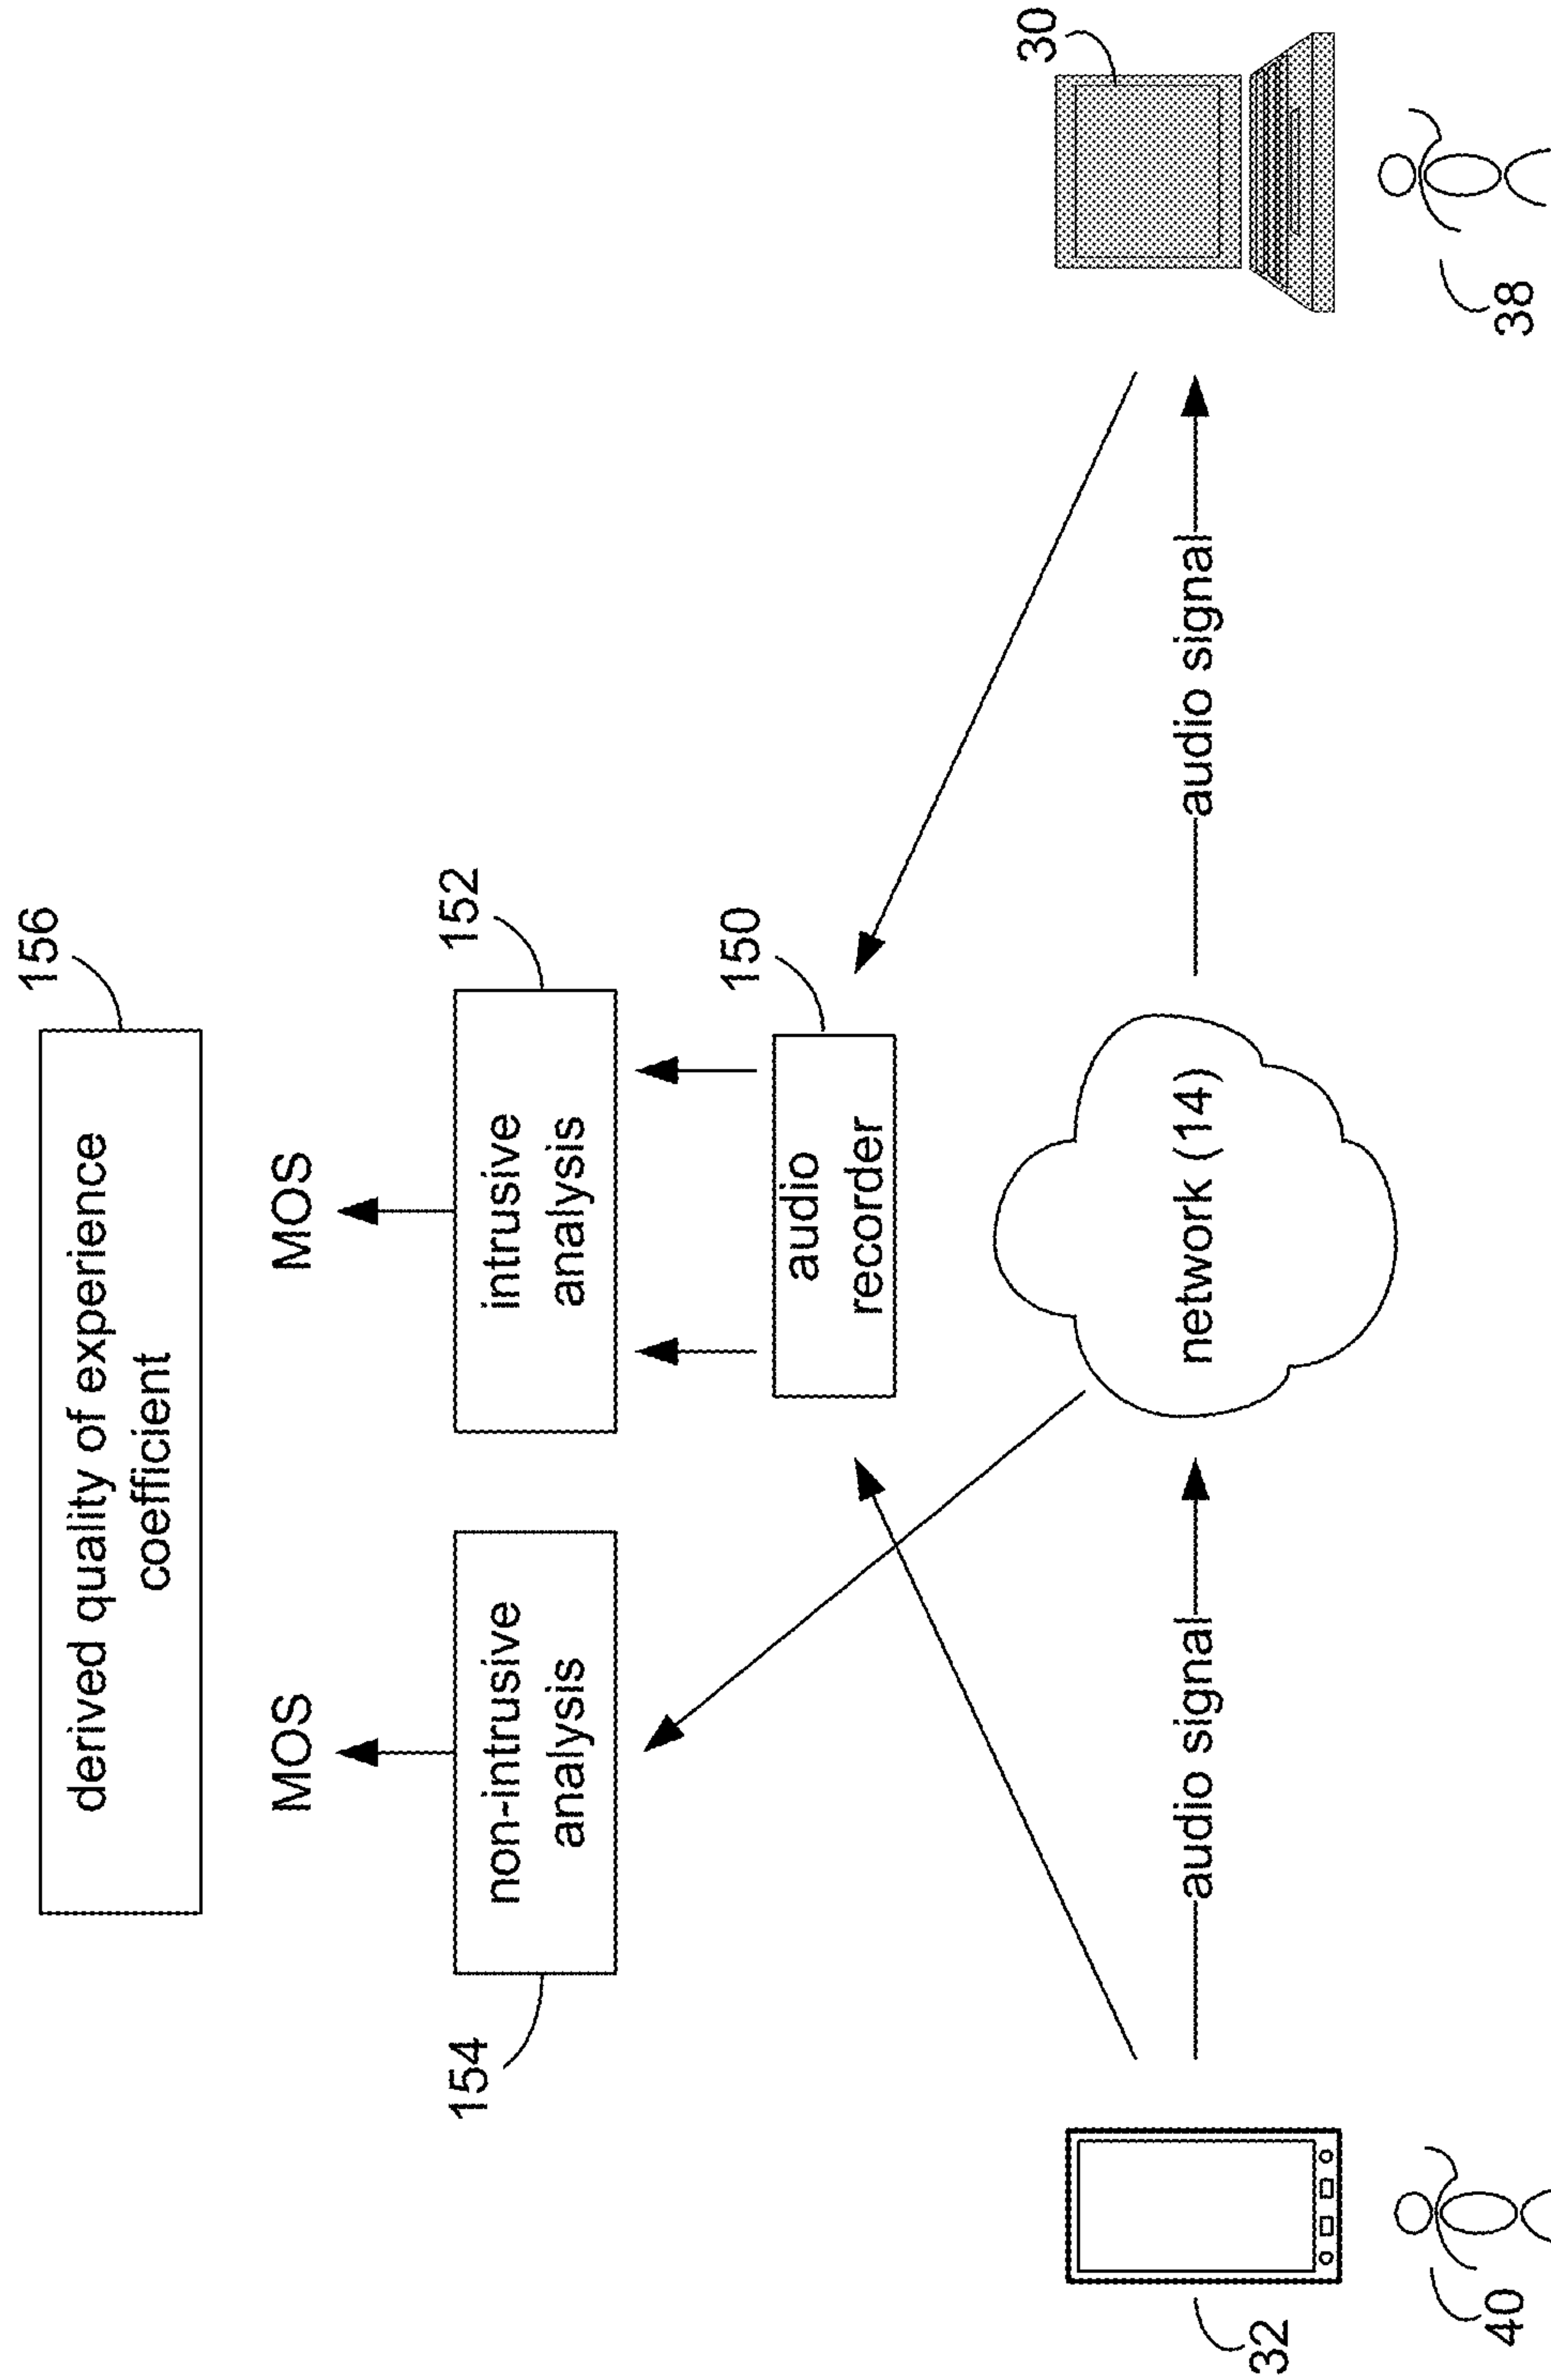 156
derived quality of experience
coefficient
MOS
MOS
154
152
non-intrusive
analysis
intrusive
analysis
150
audio
recorder
30
32
audio signal
network (14)
audio signal
40
38